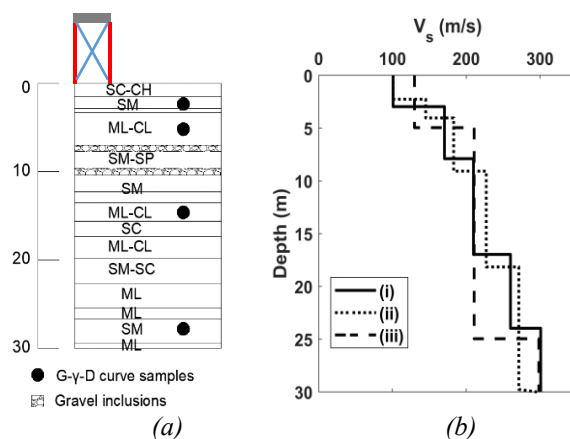 0
10
20
30
SC-CH
SM
ML-CL
SM-SP
SM
ML-CL
SC
ML-CL
SM-SC
ML
ML
SM
ML
G-γ-D curve samples
Gravel inclusions
(a)
V_s (m/s)
0 100 200 300
0
5
10
15
20
25
30
Depth (m)
(i)
(ii)
(iii)
(b)